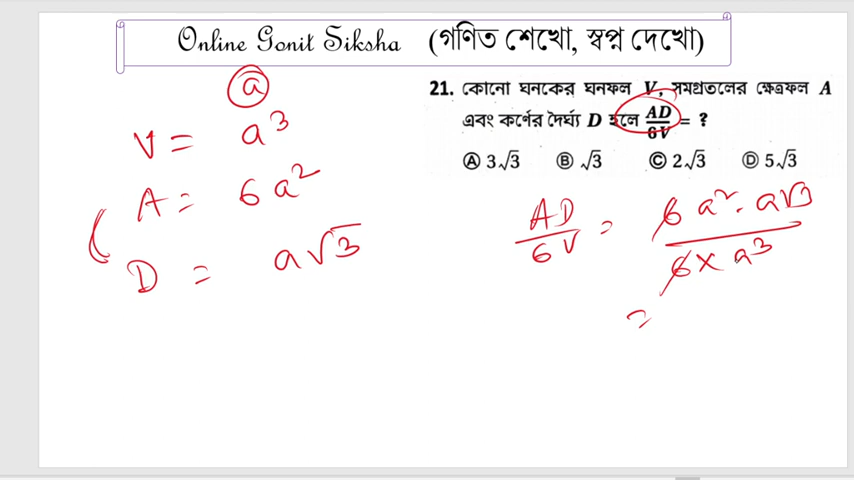 Online Gonit Siksha (গণিত শেখো, স্বপ্ন দেখো)
a
V = a³
A = 6a²
D = a√3
21. কোনো ঘনকের ঘনফল V, সমগ্রতলের ক্ষেত্রফল A
এবং কর্ণের দৈর্ঘ্য D হলে AD/6V = ?
Ⓐ 3√3 Ⓑ √3 Ⓒ 2√3 Ⓓ 5√3
AD/6V = 6a².a√3/6×a³
=